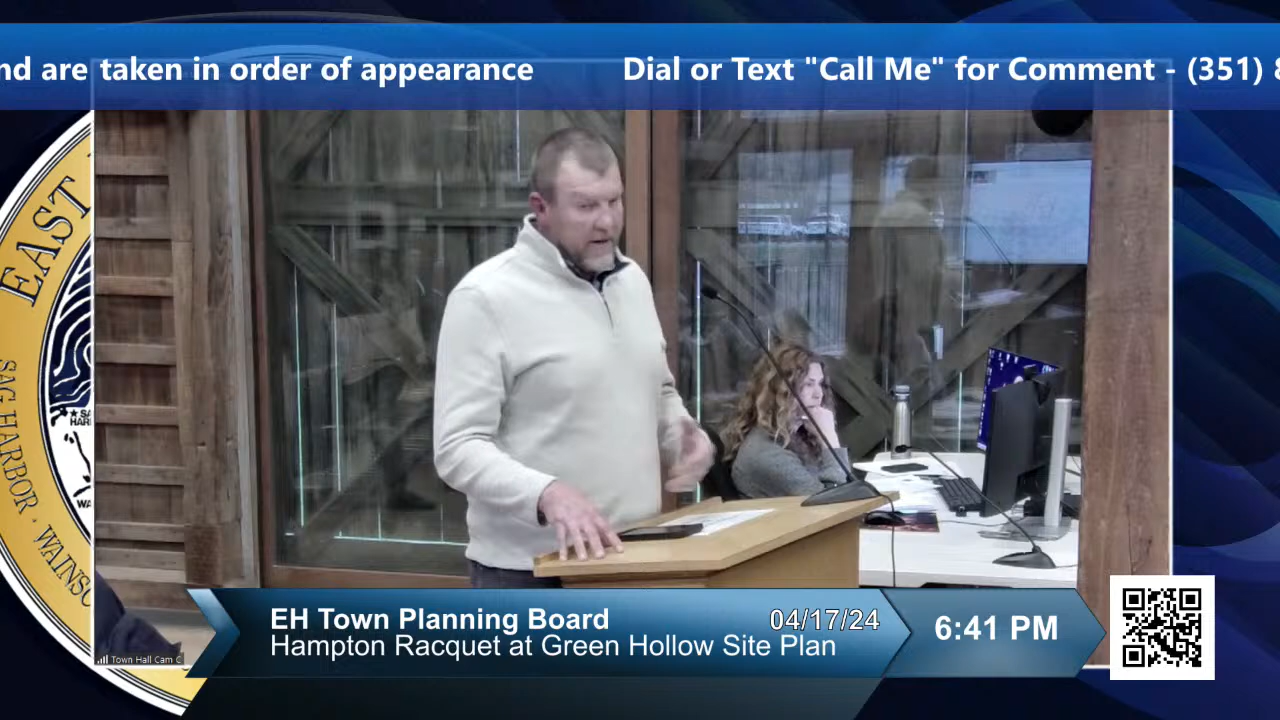 nd are taken in order of appearance Dial or Text "Call Me" for Comment - (351) 8
EAST
SAG HARBOR · WAINSC
Town Hall Cam C
EH Town Planning Board 04/17/24
Hampton Racquet at Green Hollow Site Plan
6:41 PM